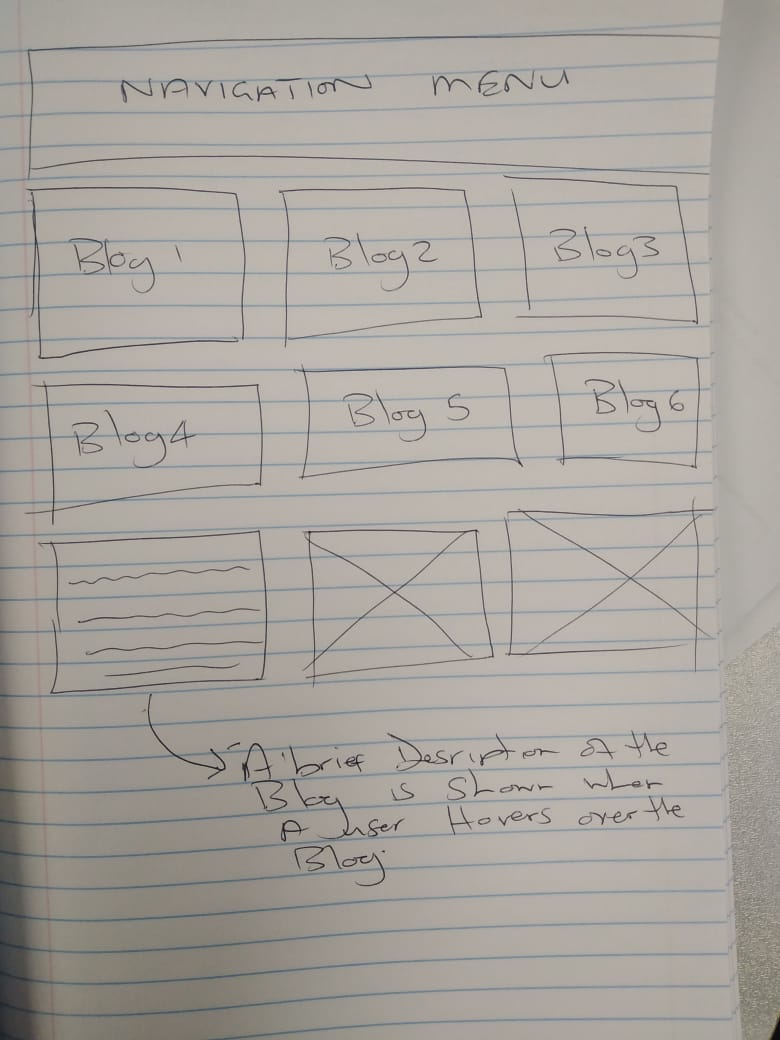 NAVIGATION MENU
Blog 1
Blog2
Blog3
Blog4
Blog 5
Blog 6
A brief Desription of the
Blog is shown when
A user Hovers over the
Blog.